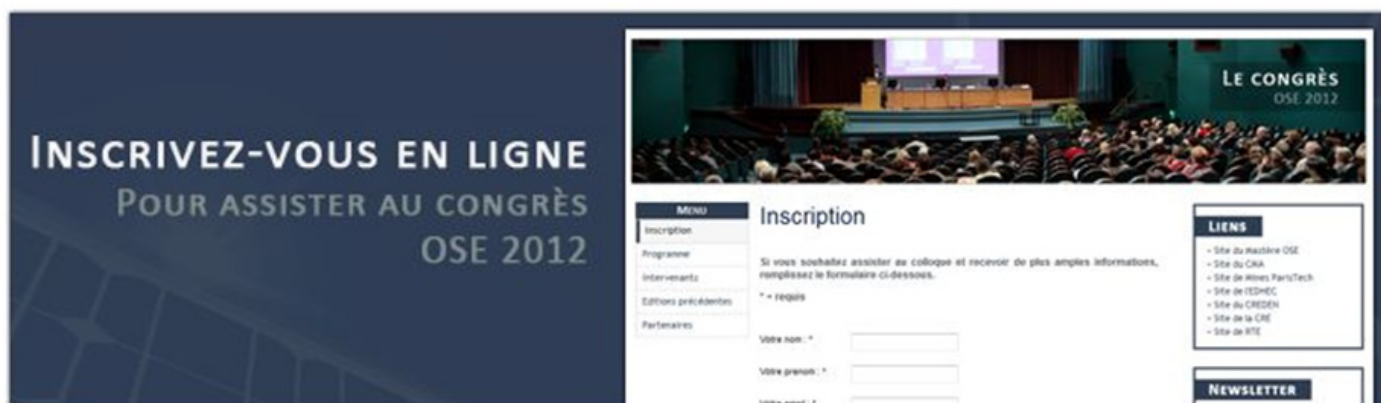 INSCRIVEZ-VOUS EN LIGNE
POUR ASSISTER AU CONGRÈS
OSE 2012
LE CONGRÈS
OSE 2012
MENU
Inscription
Programme
Intervenants
Editions précédentes
Partenaires
Inscription
Si vous souhaitez assister au colloque et recevoir de plus amples informations,
remplissez le formulaire ci-dessous.
* = requis
Votre nom : *
Votre prenom : *
Votre email : *
LIENS
- Site du mastère OSE
- Site du CMA
- Site de Mines ParisTech
- Site de l'EDHEC
- Site du CREDEN
- Site de la CRE
- Site de RTE
NEWSLETTER